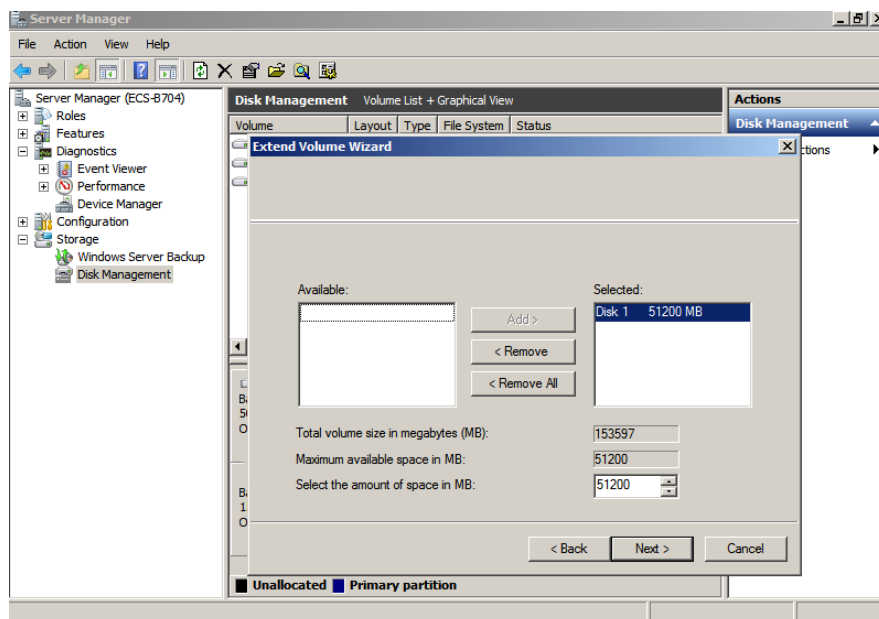 Server Manager
File Action View Help
Server Manager (ECS-B704)
Roles
Features
Diagnostics
Event Viewer
Performance
Device Manager
Configuration
Storage
Windows Server Backup
Disk Management
Disk Management Volume List + Graphical View
Volume Layout Type File System Status
Actions
Disk Management
Extend Volume Wizard
Available:
Selected:
Add >
< Remove
< Remove All
Disk 1 51200 MB
Total volume size in megabytes (MB): 153597
Maximum available space in MB: 51200
Select the amount of space in MB: 51200
< Back Next > Cancel
Unallocated Primary partition